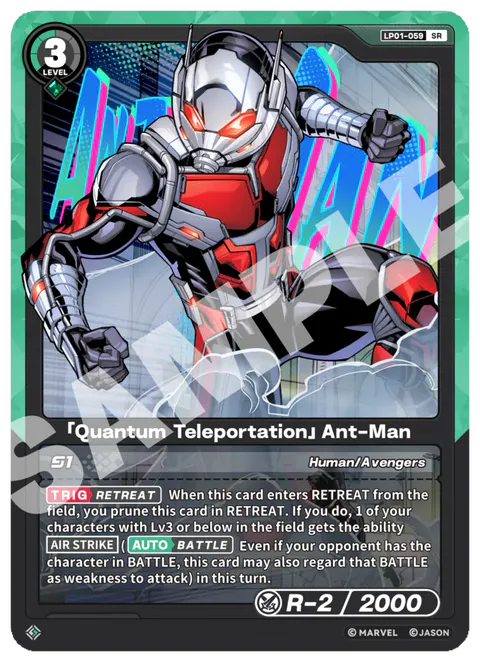 3
LEVEL
LP01-059 SR
ANT-MAN
SAMPLE
「Quantum Teleportation」 Ant-Man
S1
Human/Avengers
TRIG RETREAT When this card enters RETREAT from the
field, you prune this card in RETREAT. If you do, 1 of your
characters with Lv3 or below in the field gets the ability
AIR STRIKE ( AUTO BATTLE Even if your opponent has the
character in BATTLE, this card may also regard that BATTLE
as weakness to attack) in this turn.
R-2 / 2000
© MARVEL © JASON